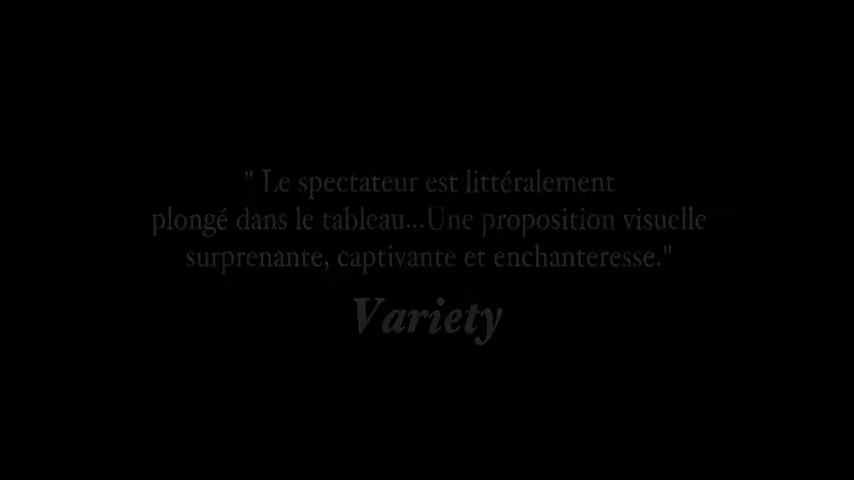 " Le spectateur est littéralement
plongé dans le tableau...Une proposition visuelle
surprenante, captivante et enchanteresse."
Variety